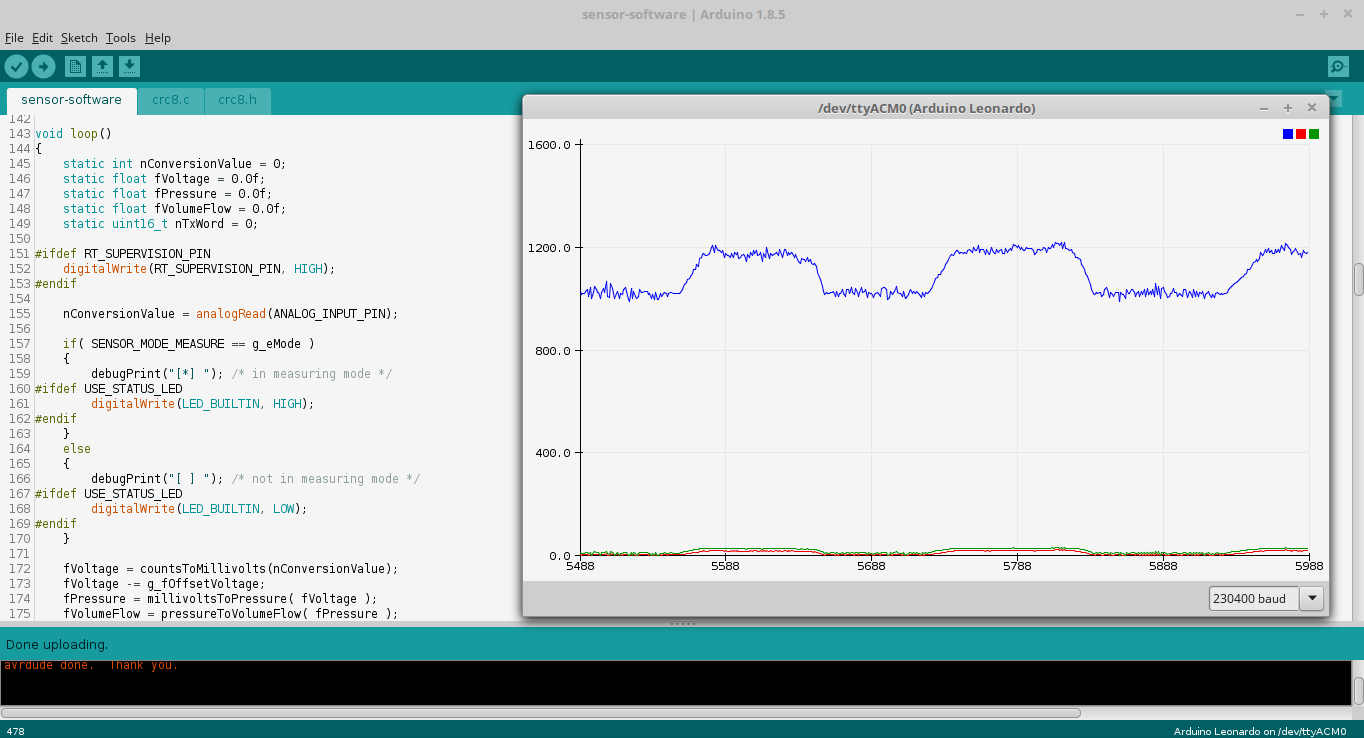 sensor-software | Arduino 1.8.5
File Edit Sketch Tools Help
sensor-software crc8.c crc8.h
142
143 void loop()
144 {
145     static int nConversionValue = 0;
146     static float fVoltage = 0.0f;
147     static float fPressure = 0.0f;
148     static float fVolumeFlow = 0.0f;
149     static uint16_t nTxWord = 0;
150
151 #ifdef RT_SUPERVISION_PIN
152     digitalWrite(RT_SUPERVISION_PIN, HIGH);
153 #endif
154
155     nConversionValue = analogRead(ANALOG_INPUT_PIN);
156
157     if( SENSOR_MODE_MEASURE == g_eMode )
158     {
159         debugPrint("[*] "); /* in measuring mode */
160 #ifdef USE_STATUS_LED
161         digitalWrite(LED_BUILTIN, HIGH);
162 #endif
163     }
164     else
165     {
166         debugPrint("[ ] "); /* not in measuring mode */
167 #ifdef USE_STATUS_LED
168         digitalWrite(LED_BUILTIN, LOW);
169 #endif
170     }
171
172     fVoltage = countsToMillivolts(nConversionValue);
173     fVoltage -= g_fOffsetVoltage;
174     fPressure = millivoltsToPressure( fVoltage );
175     fVolumeFlow = pressureToVolumeFlow( fPressure );
/dev/ttyACM0 (Arduino Leonardo)
1600.0
1200.0
800.0
400.0
0.0
5488 5588 5688 5788 5888 5988
230400 baud
Done uploading.
avrdude done.  Thank you.
478
Arduino Leonardo on /dev/ttyACM0